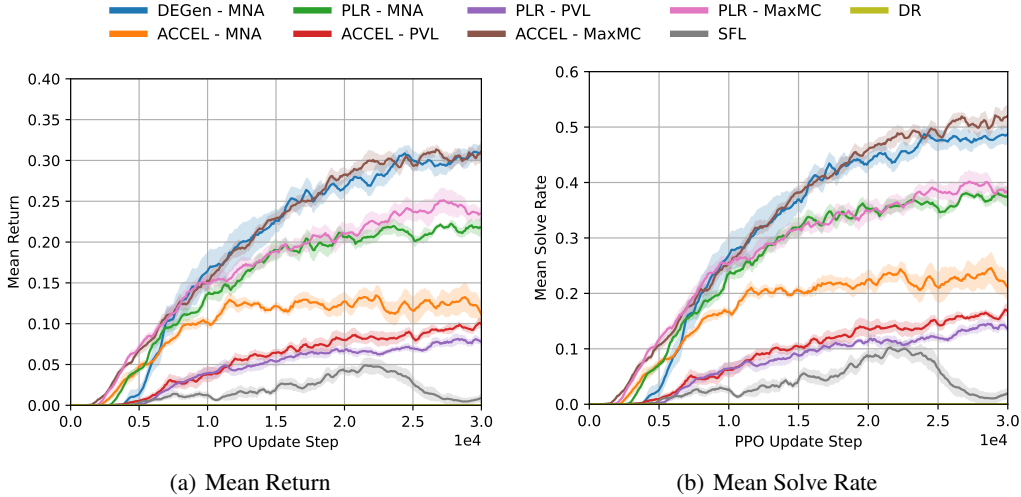 DEGen - MNA PLR - MNA PLR - PVL PLR - MaxMC DR
ACCEL - MNA ACCEL - PVL ACCEL - MaxMC SFL
0.40
0.35
0.30
0.25
0.20
0.15
0.10
0.05
0.00
Mean Return
0.0 0.5 1.0 1.5 2.0 2.5 3.0
PPO Update Step
1e4
(a) Mean Return
0.6
0.5
0.4
0.3
0.2
0.1
0.0
Mean Solve Rate
0.0 0.5 1.0 1.5 2.0 2.5 3.0
PPO Update Step
1e4
(b) Mean Solve Rate